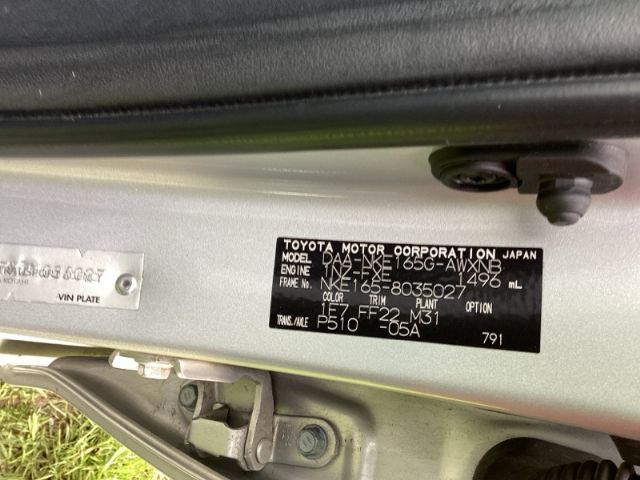 TOYOTA MOTOR CORPORATION JAPAN
MODEL DAA-NKE165G-AWXNB
ENGINE 1NZ-FXE 1496 mL
FRAME No. NKE165-8035027
COLOR TRIM PLANT OPTION
1E7 FF22 M31
TRANS./AXLE P510 -05A
791
VIN PLATE